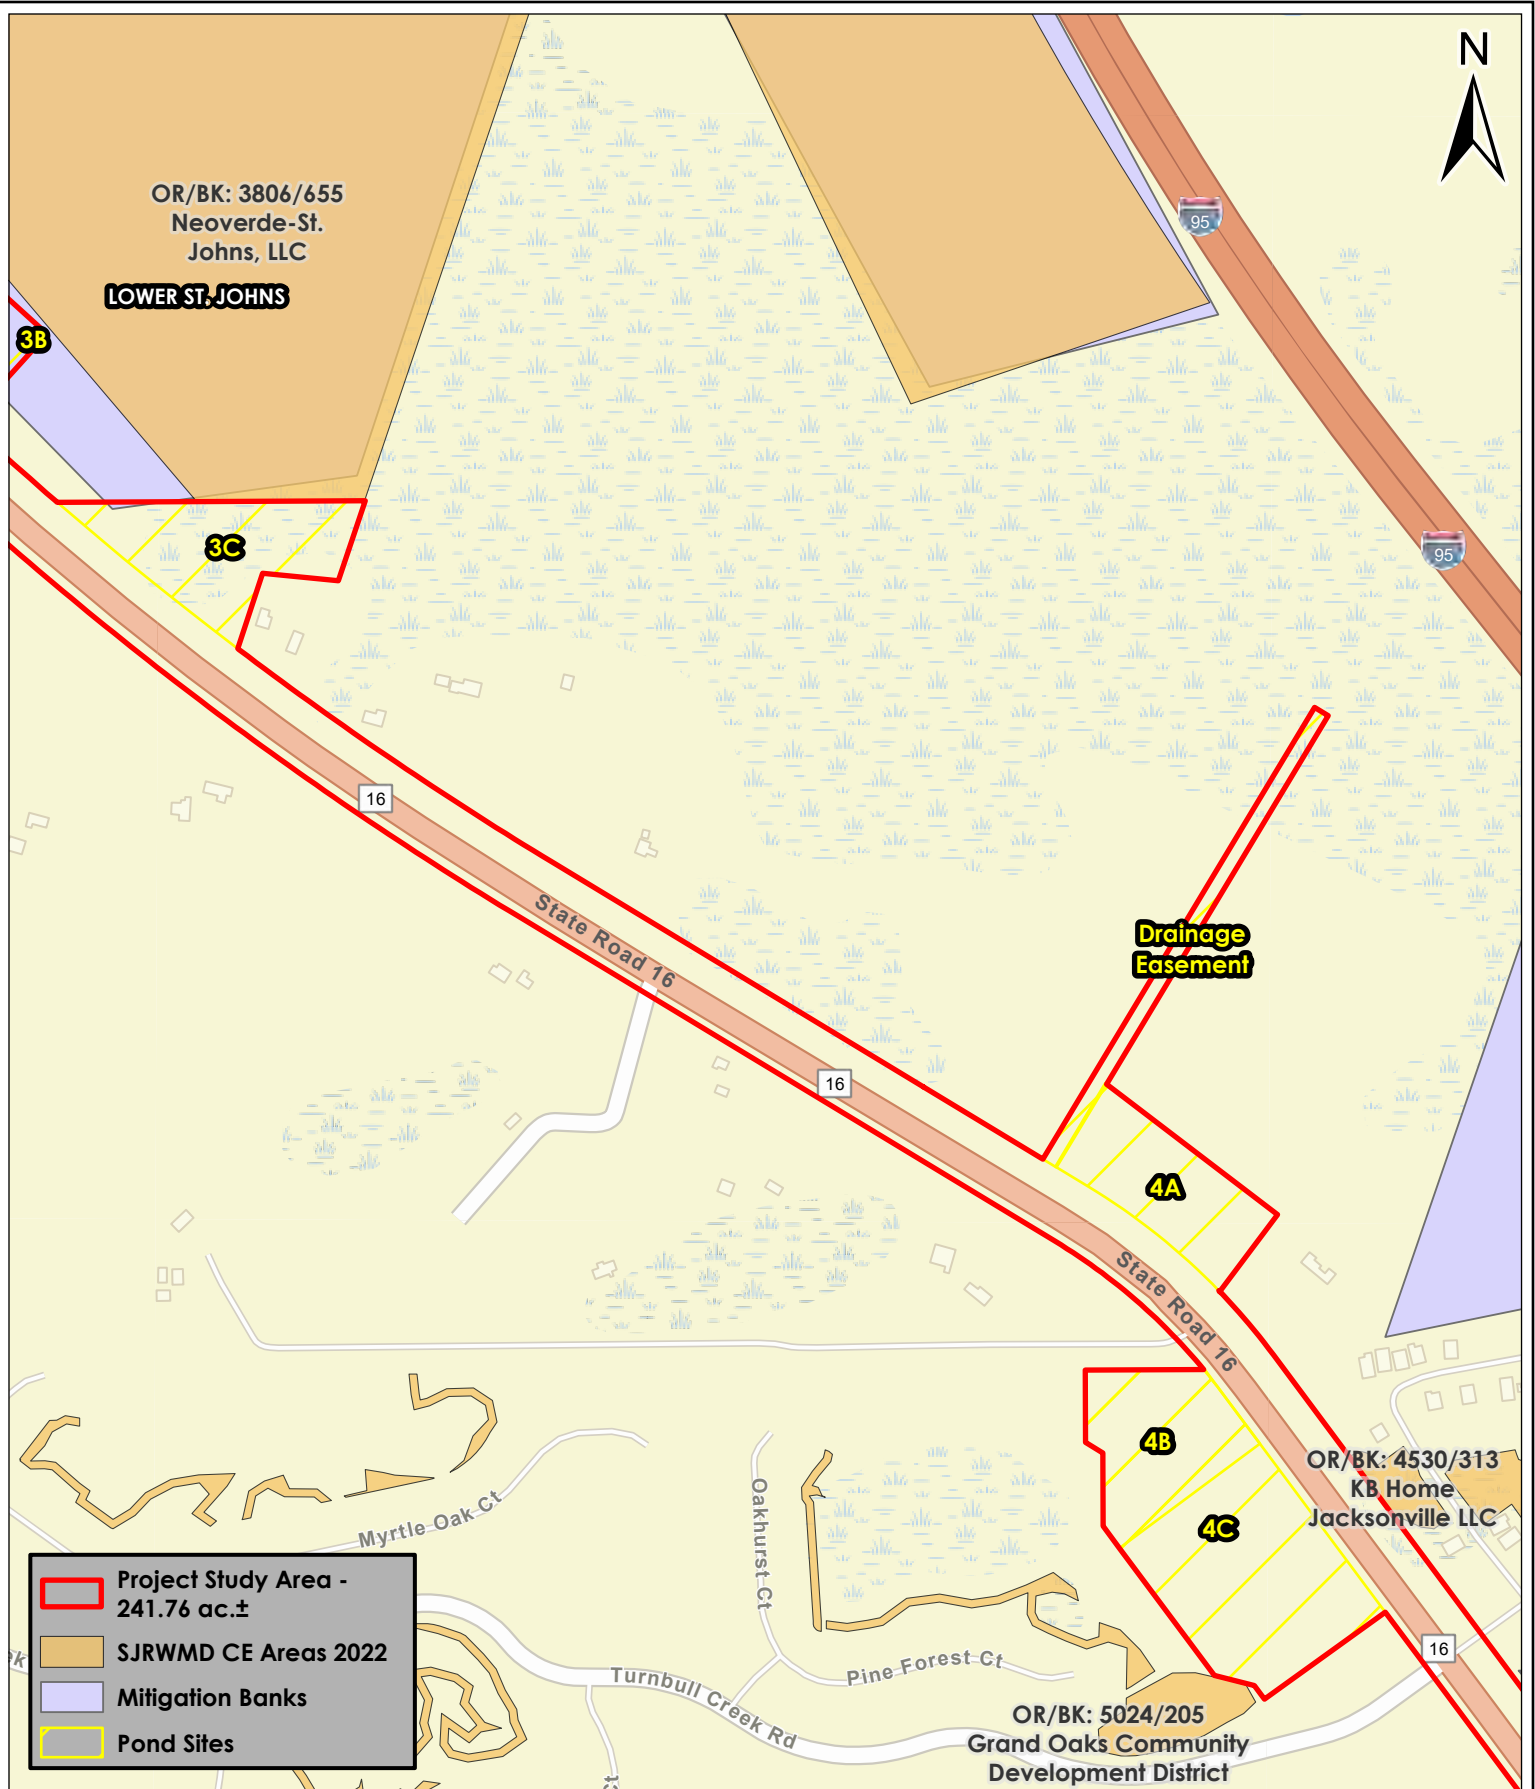 N
95
OR/BK: 3806/655
Neoverde-St.
Johns, LLC
LOWER ST. JOHNS
3B
3C
95
16
State Road 16
Drainage
Easement
16
4A
State Road 16
4B
OR/BK: 4530/313
KB Home
Jacksonville LLC
4C
Myrtle Oak Ct
Oakhurst Ct
16
Pine Forest Ct
Turnbull Creek Rd
OR/BK: 5024/205
Grand Oaks Community
Development District
Project Study Area -
241.76 ac.±
SJRWMD CE Areas 2022
Mitigation Banks
Pond Sites